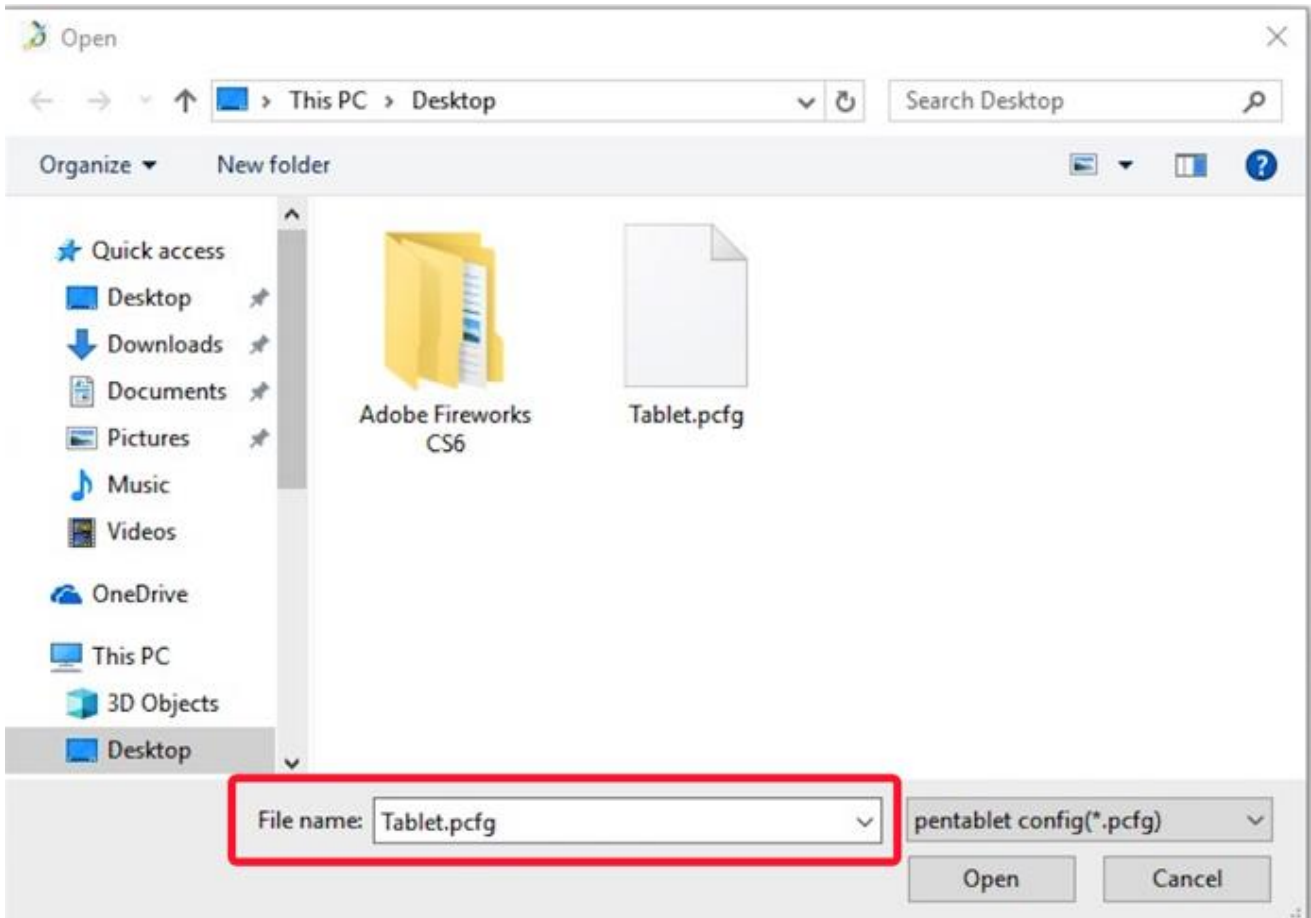 Open
This PC > Desktop
Search Desktop
Organize
New folder
Quick access
Desktop
Downloads
Documents
Pictures
Music
Videos
OneDrive
This PC
3D Objects
Desktop
Adobe Fireworks
CS6
Tablet.pcfg
File name: Tablet.pcfg
pentablet config(*.pcfg)
Open
Cancel